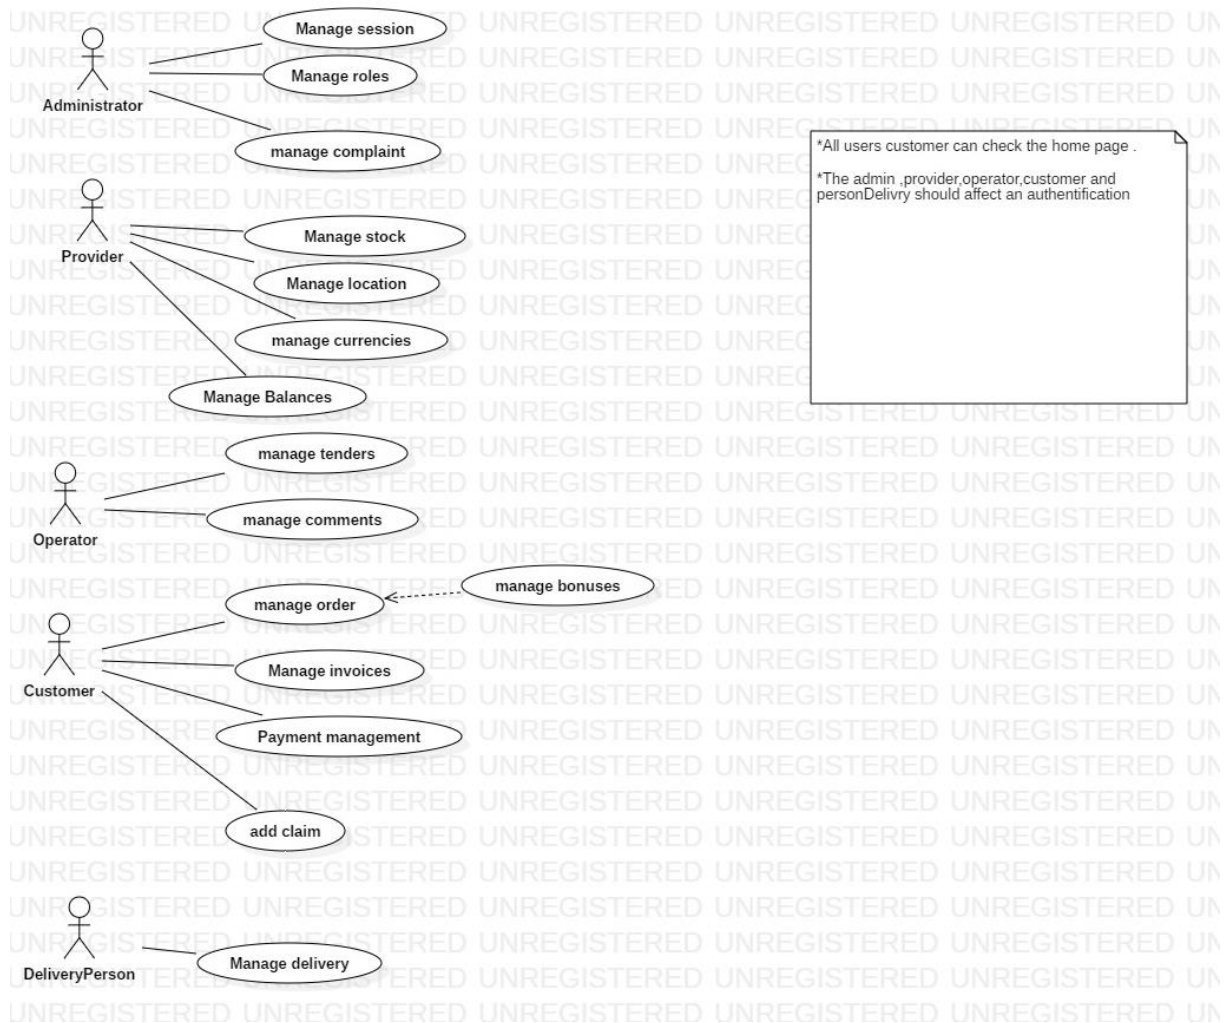 Manage session
Manage roles
Administrator
manage complaint
*All users customer can check the home page .
*The admin ,provider,operator,customer and
personDelivry should affect an authentification
Manage stock
Provider
Manage location
manage currencies
Manage Balances
manage tenders
manage comments
Operator
manage bonuses
manage order
Manage invoices
Customer
Payment management
add claim
Manage delivery
DeliveryPerson
UNREGISTERED